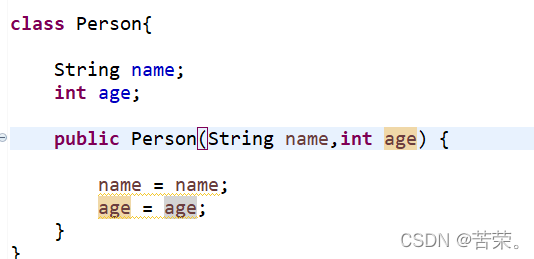 class Person{
String name;
int age;
public Person(String name,int age) {
name = name;
age = age;
}
}
CSDN @苦荣。